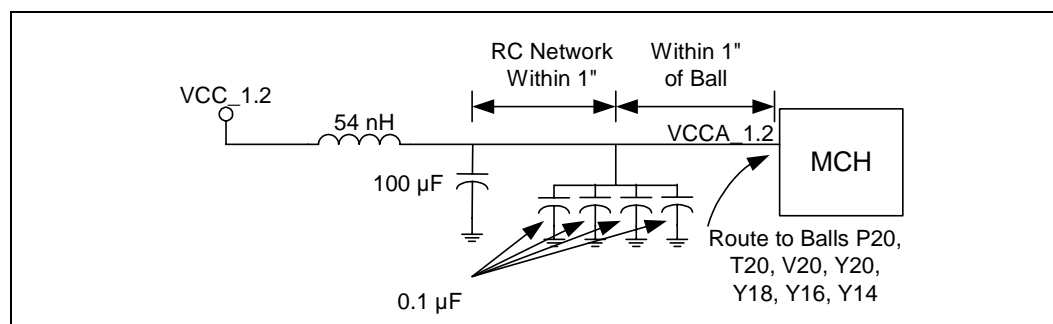 RC Network
Within 1"
Within 1"
of Ball
VCC_1.2
54 nH
VCCA_1.2
MCH
100 µF
Route to Balls P20,
T20, V20, Y20,
Y18, Y16, Y14
0.1 µF